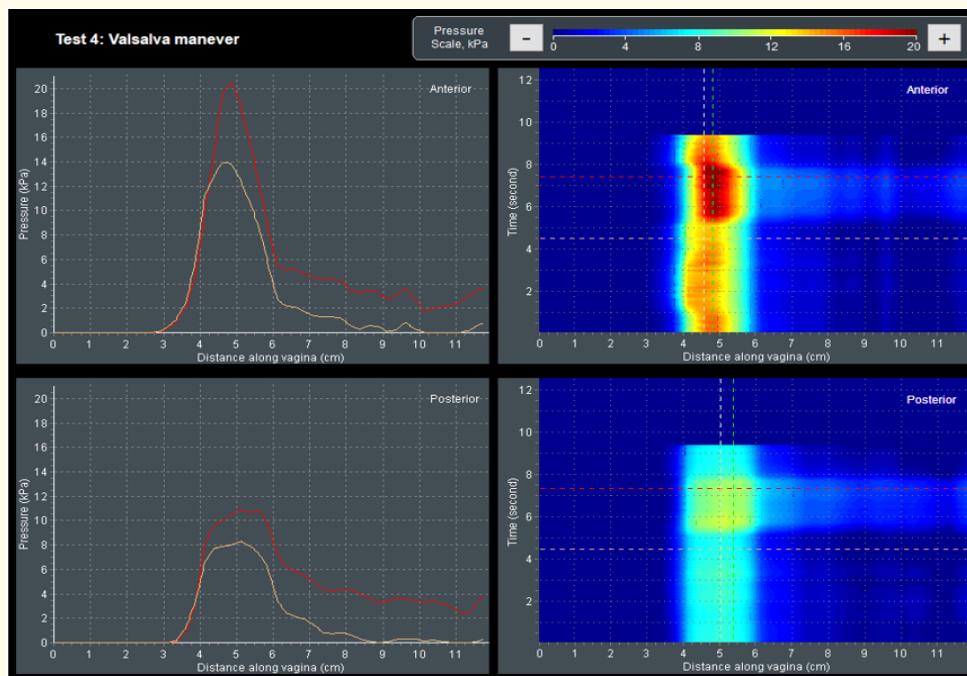 Test 4: Valsalva manever
Pressure
Scale, kPa
-
0 4 8 12 16 20
+
Anterior
Pressure (kPa)
20
18
16
14
12
10
8
6
4
2
0
0 1 2 3 4 5 6 7 8 9 10 11
Distance along vagina (cm)
Anterior
Time (second)
12
10
8
6
4
2
0 1 2 3 4 5 6 7 8 9 10 11
Distance along vagina (cm)
Posterior
Pressure (kPa)
20
18
16
14
12
10
8
6
4
2
0
0 1 2 3 4 5 6 7 8 9 10 11
Distance along vagina (cm)
Posterior
Time (second)
12
10
8
6
4
2
0 1 2 3 4 5 6 7 8 9 10 11
Distance along vagina (cm)